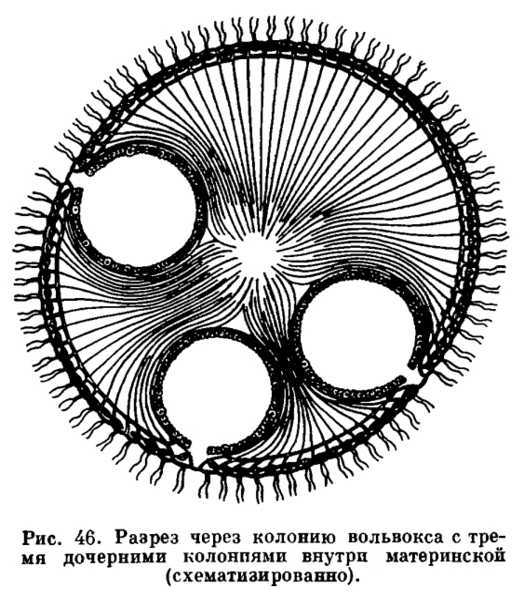 Рис. 46. Разрез через колонию вольвокса с тре-
мя дочерними колониями внутри материнской
(схематизированно).